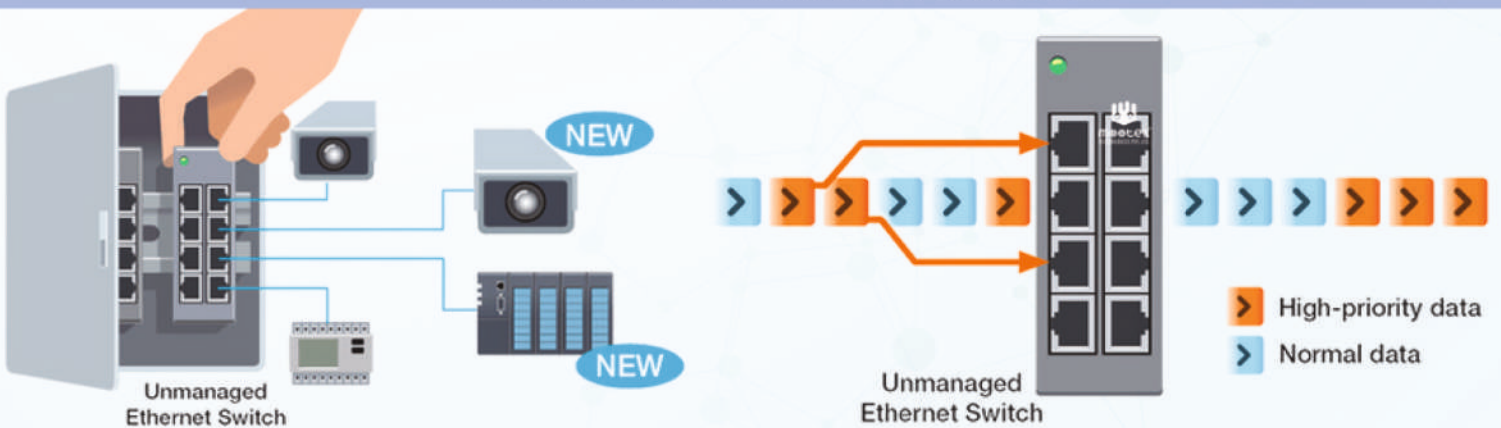 NEW
NEW
Unmanaged
Ethernet Switch
High-priority data
Normal data
Unmanaged
Ethernet Switch